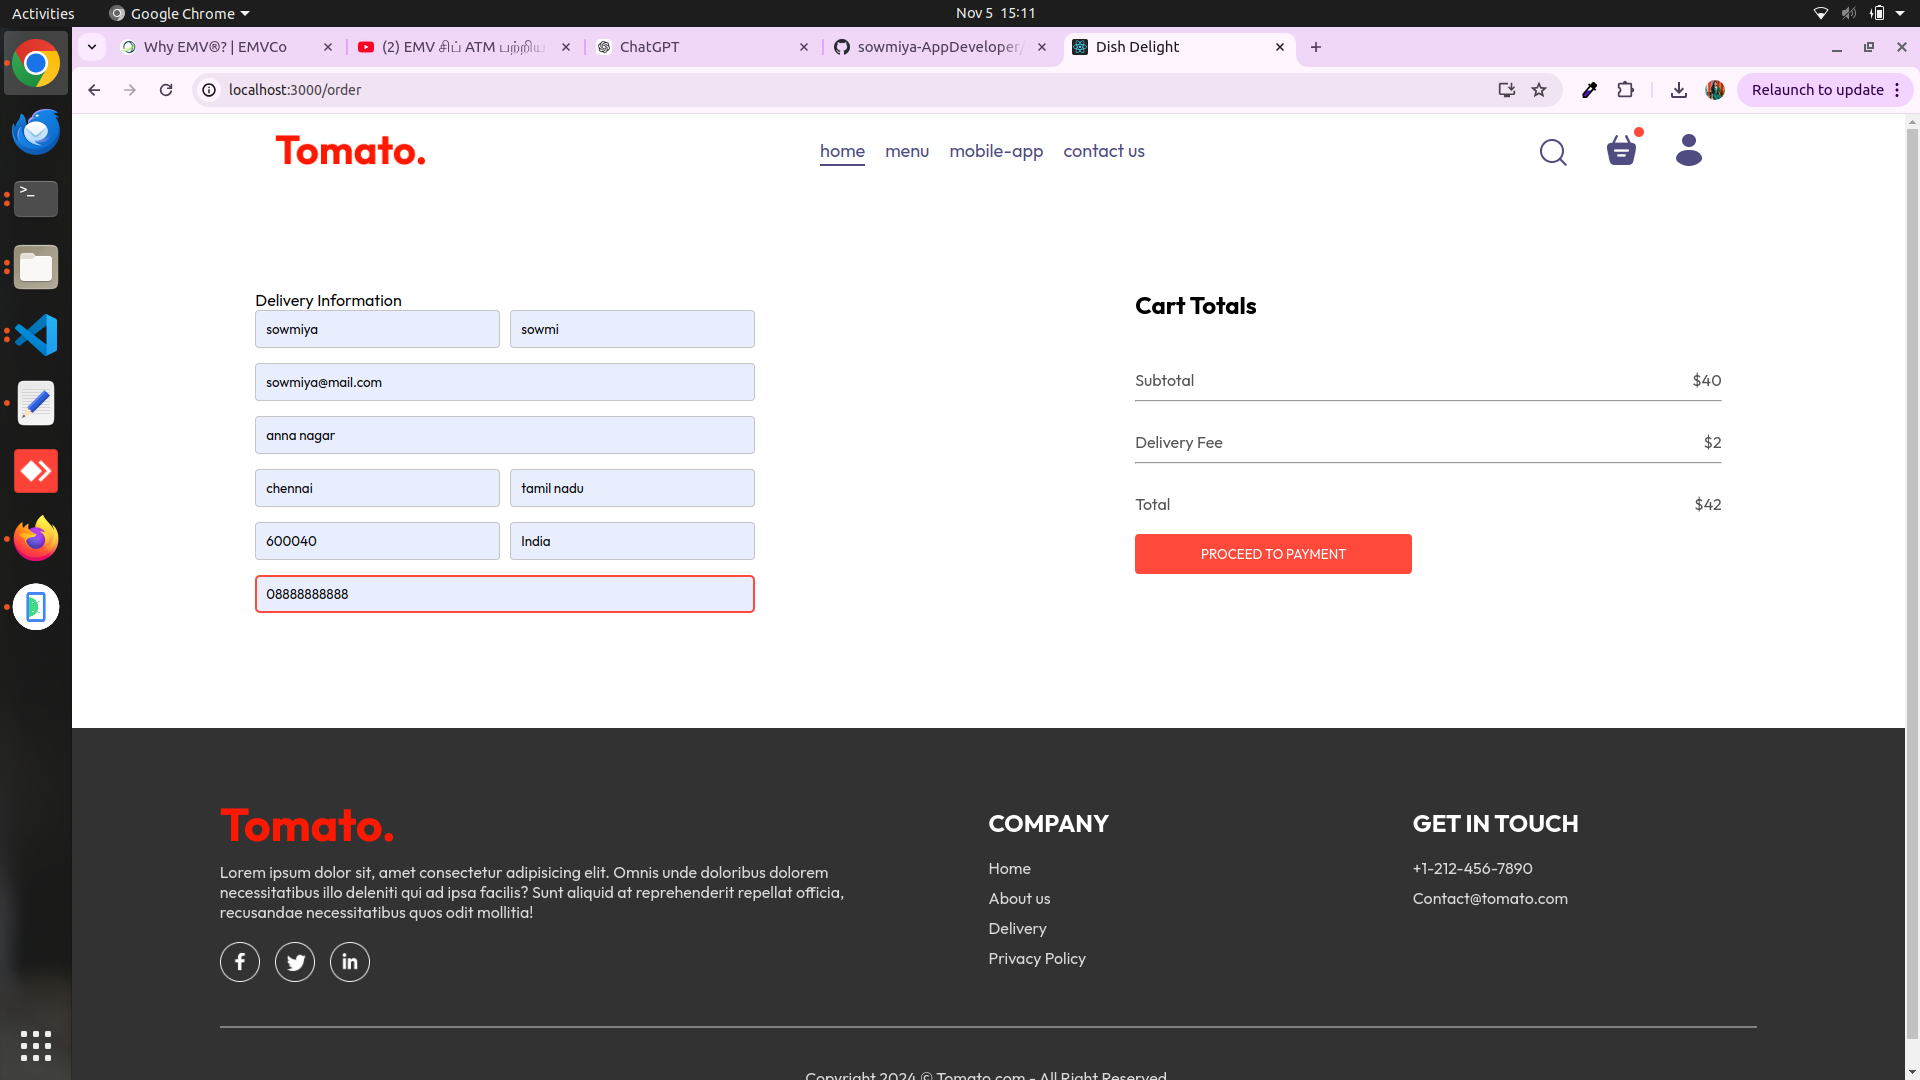 Activities
Google Chrome
Nov 5 15:11
Why EMV®? | EMVCo
(2) EMV சிப் ATM பற்றிய
ChatGPT
sowmiya-AppDeveloper/
Dish Delight
localhost:3000/order
Relaunch to update
Tomato.
home
menu
mobile-app
contact us
Delivery Information
sowmiya
sowmi
sowmiya@mail.com
anna nagar
chennai
tamil nadu
600040
India
08888888888
Cart Totals
Subtotal
$40
Delivery Fee
$2
Total
$42
PROCEED TO PAYMENT
Tomato.
Lorem ipsum dolor sit, amet consectetur adipisicing elit. Omnis unde doloribus dolorem
necessitatibus illo deleniti qui ad ipsa facilis? Sunt aliquid at reprehenderit repellat officia,
recusandae necessitatibus quos odit mollitia!
COMPANY
Home
About us
Delivery
Privacy Policy
GET IN TOUCH
+1-212-456-7890
Contact@tomato.com
Copyright 2024 © Tomato.com - All Right Reserved